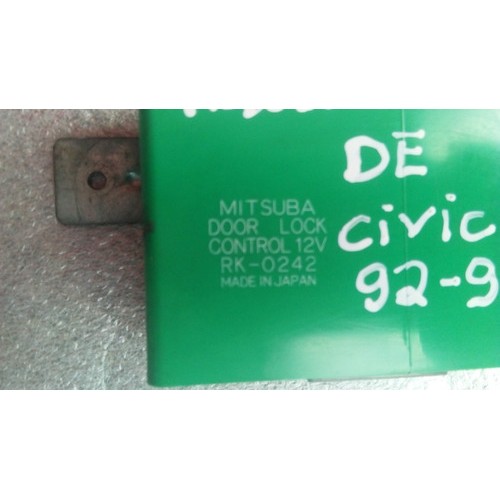 DE
civic
92-9
MITSUBA
DOOR LOCK
CONTROL 12V
RK-0242
MADE IN JAPAN